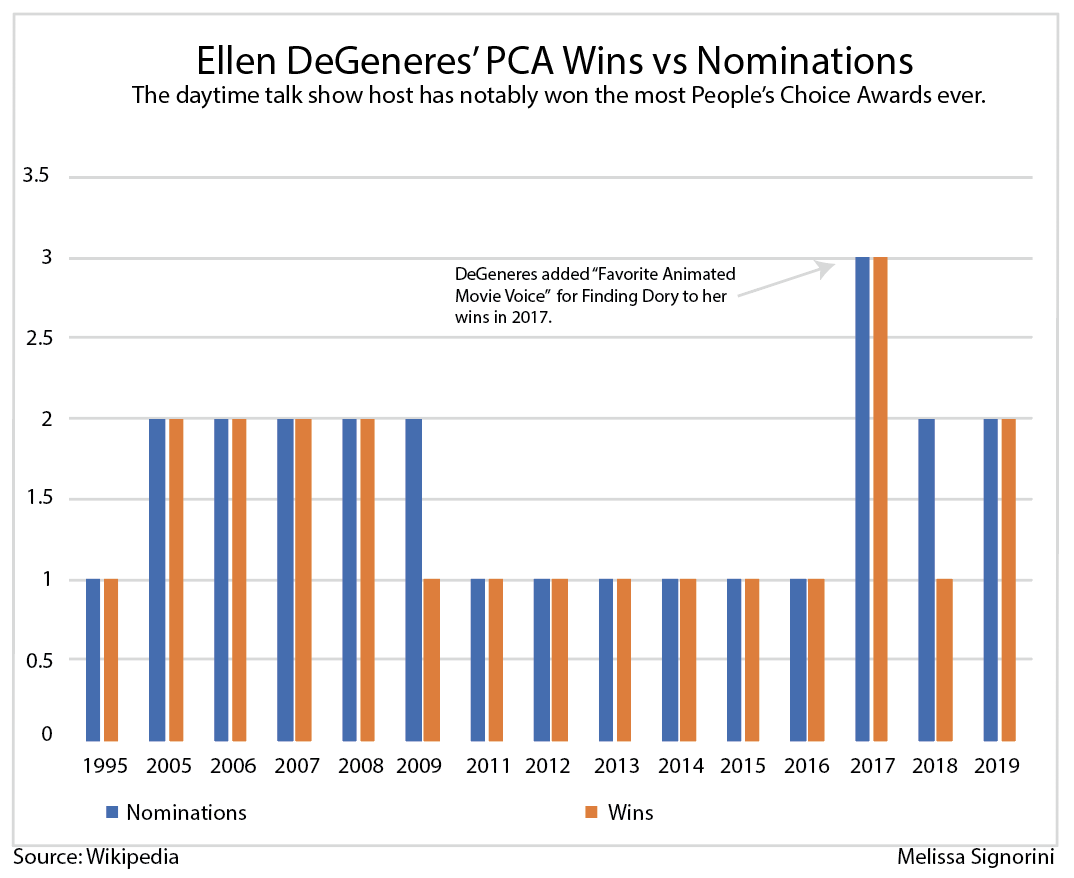 Ellen DeGeneres’ PCA Wins vs Nominations
The daytime talk show host has notably won the most People’s Choice Awards ever.
3.5
3
DeGeneres added “Favorite Animated
Movie Voice” for Finding Dory to her
wins in 2017.
2.5
2
1.5
1
0.5
0
1995 2005 2006 2007 2008 2009 2011 2012 2013 2014 2015 2016 2017 2018 2019
Nominations Wins
Source: Wikipedia Melissa Signorini